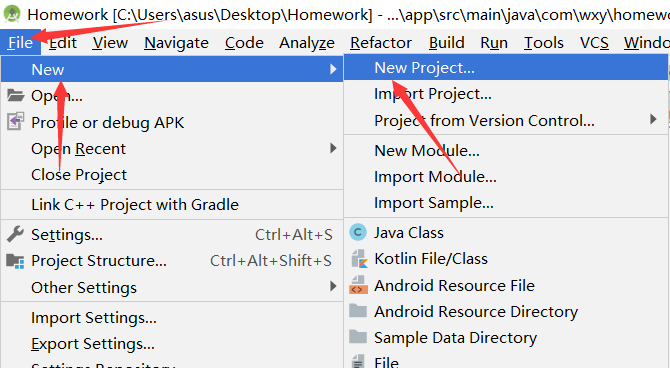 Homework [C:\Users\asus\Desktop\Homework] - ...\app\src\main\java\com\wxy\homew
File Edit View Navigate Code Analyze Refactor Build Run Tools VCS Windo
New
Open...
Profile or debug APK
Open Recent
Close Project
Link C++ Project with Gradle
Settings... Ctrl+Alt+S
Project Structure... Ctrl+Alt+Shift+S
Other Settings
Import Settings...
Export Settings...
Settings Repository
New Project...
Import Project...
Project from Version Control...
New Module...
Import Module...
Import Sample...
Java Class
Kotlin File/Class
Android Resource File
Android Resource Directory
Sample Data Directory
File